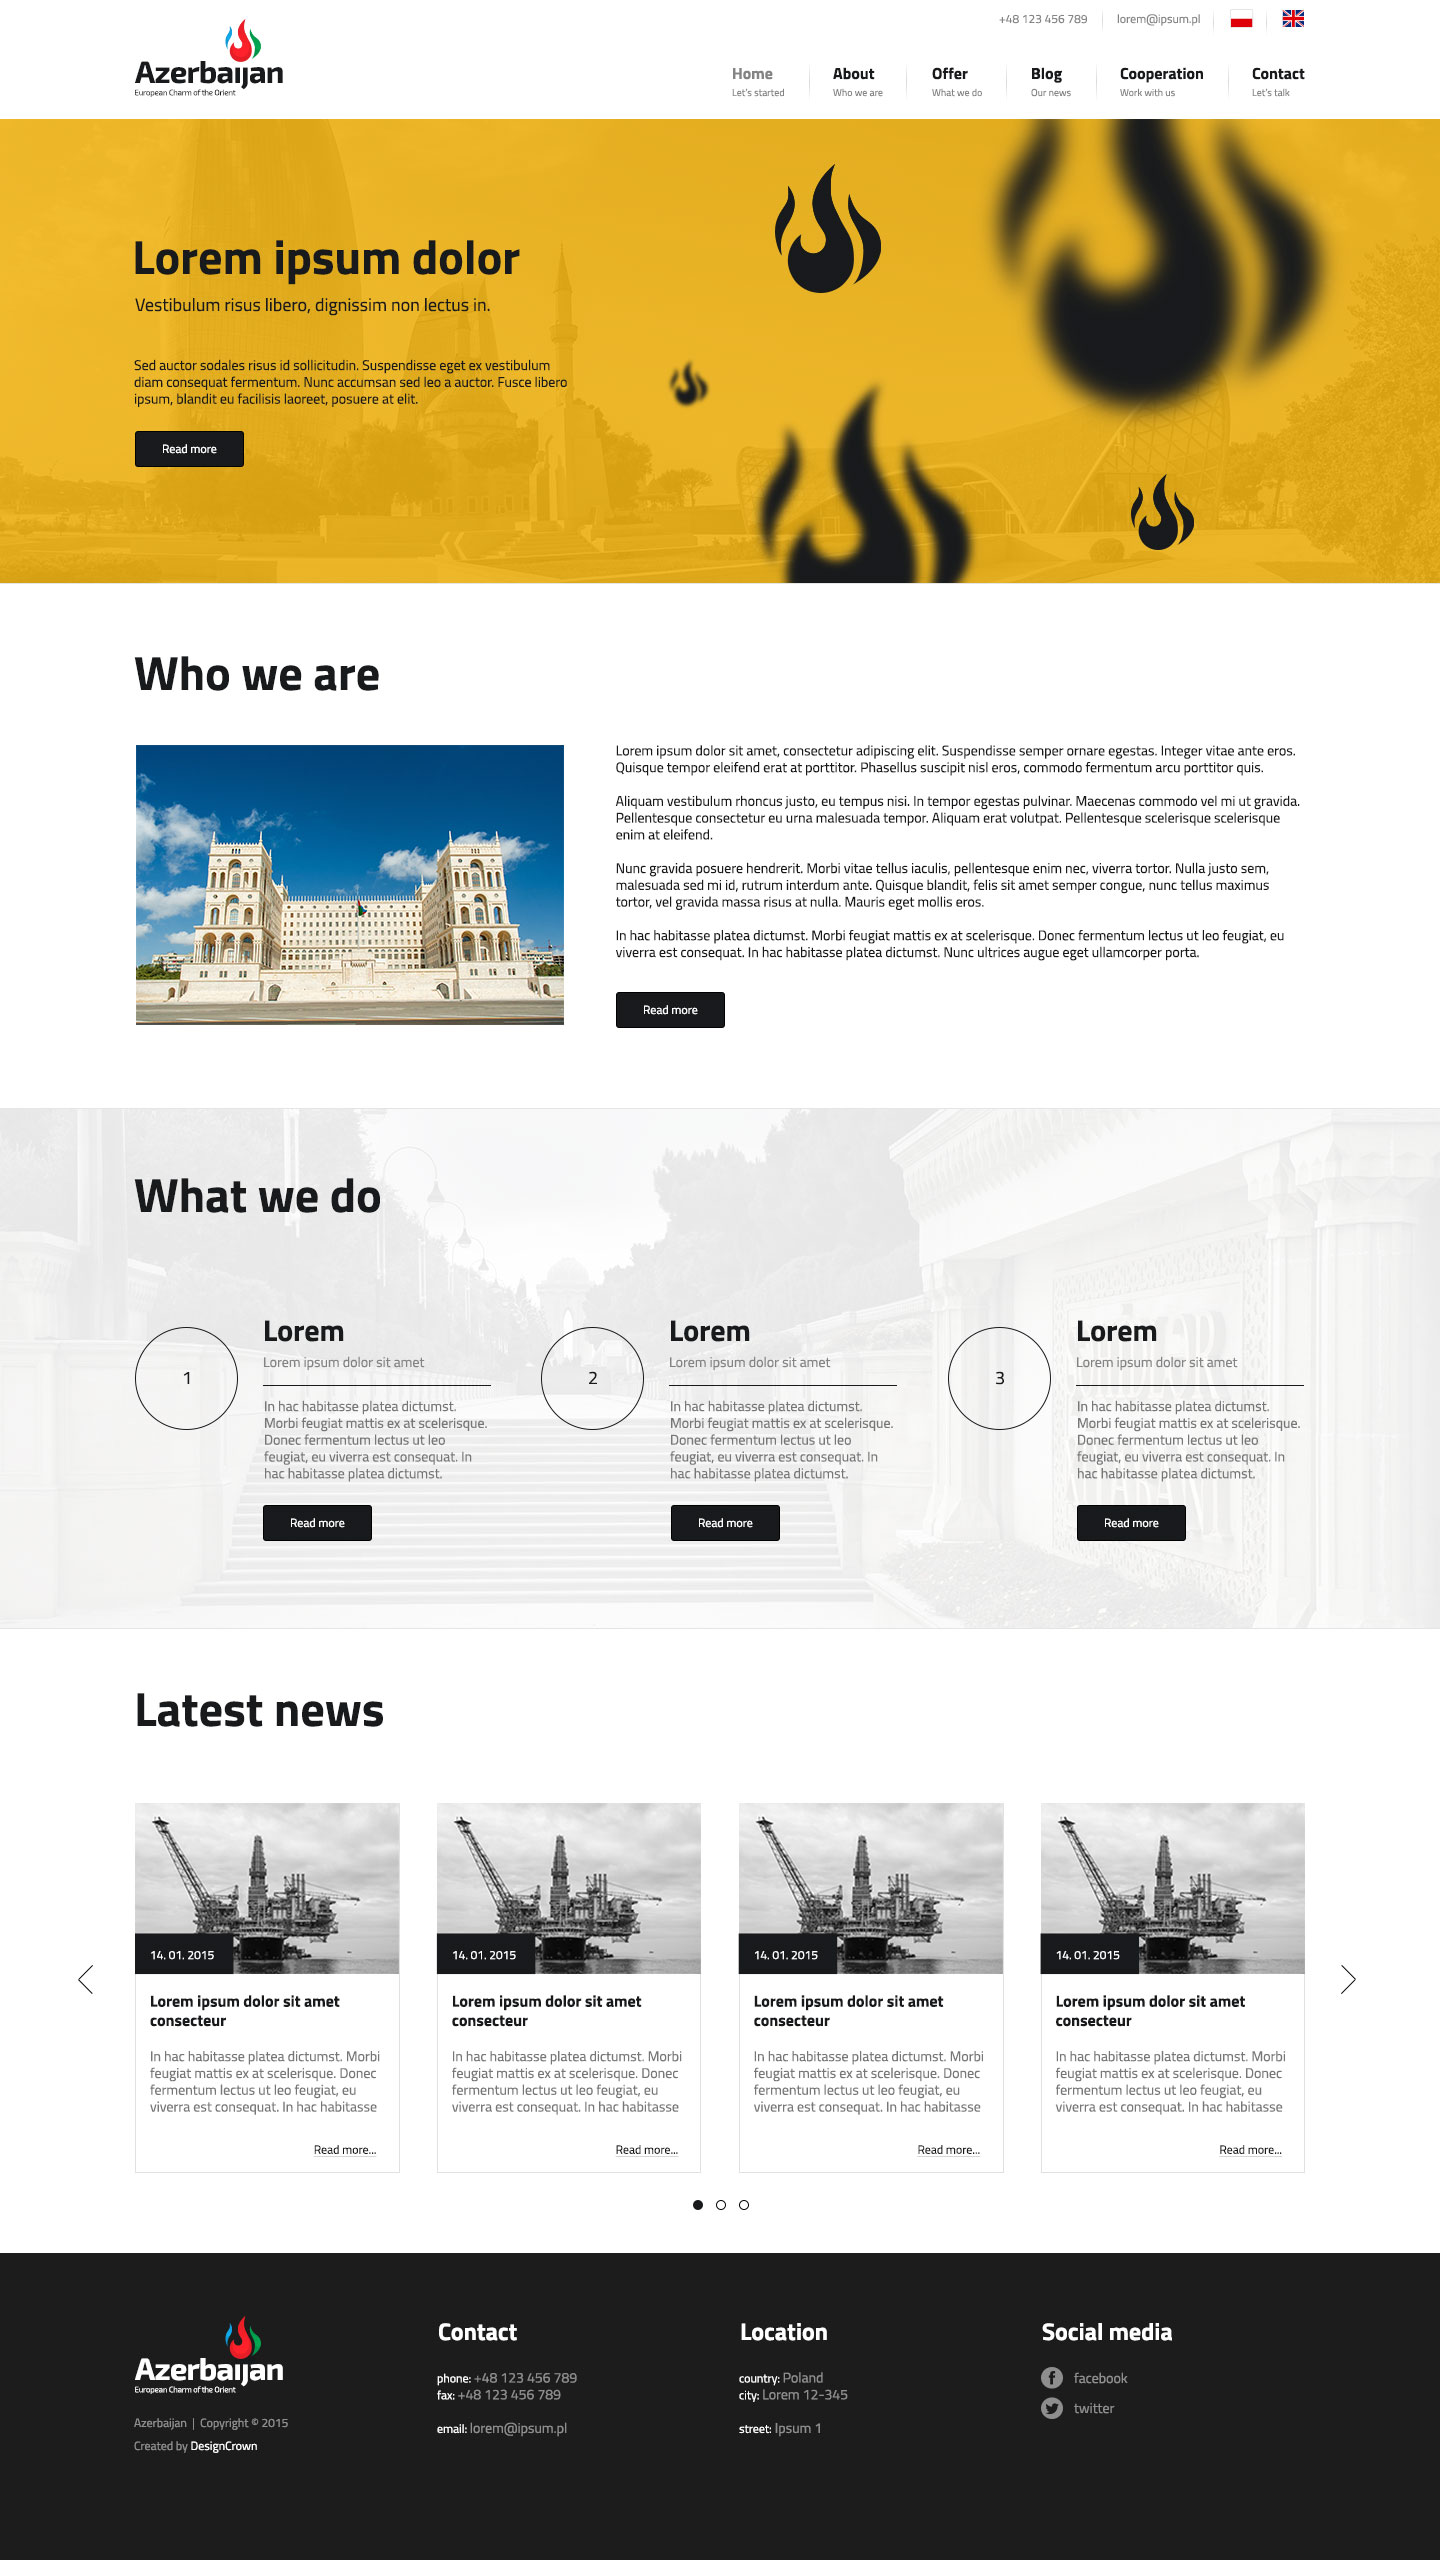 +48 123 456 789
lorem@ipsum.pl
Azerbaijan
European Charm of the Orient
Home
Let's started
About
Who we are
Offer
What we do
Blog
Our news
Cooperation
Work with us
Contact
Let's talk
Lorem ipsum dolor
Vestibulum risus libero, dignissim non lectus in.
Sed auctor sodales risus id sollicitudin. Suspendisse eget ex vestibulum
diam consequat fermentum. Nunc accumsan sed leo a auctor. Fusce libero
ipsum, blandit eu facilisis laoreet, posuere at elit.
Read more
Who we are
Lorem ipsum dolor sit amet, consectetur adipiscing elit. Suspendisse semper ornare egestas. Integer vitae ante eros.
Quisque tempor eleifend erat at porttitor. Phasellus suscipit nisl eros, commodo fermentum arcu porttitor quis.
Aliquam vestibulum rhoncus justo, eu tempus nisi. In tempor egestas pulvinar. Maecenas commodo vel mi ut gravida.
Pellentesque consectetur eu urna malesuada tempor. Aliquam erat volutpat. Pellentesque scelerisque scelerisque
enim at eleifend.
Nunc gravida posuere hendrerit. Morbi vitae tellus iaculis, pellentesque enim nec, viverra tortor. Nulla justo sem,
malesuada sed mi id, rutrum interdum ante. Quisque blandit, felis sit amet semper congue, nunc tellus maximus
tortor, vel gravida massa risus at nulla. Mauris eget mollis eros.
In hac habitasse platea dictumst. Morbi feugiat mattis ex at scelerisque. Donec fermentum lectus ut leo feugiat, eu
viverra est consequat. In hac habitasse platea dictumst. Nunc ultrices augue eget ullamcorper porta.
Read more
What we do
1
Lorem
Lorem ipsum dolor sit amet
In hac habitasse platea dictumst.
Morbi feugiat mattis ex at scelerisque.
Donec fermentum lectus ut leo
feugiat, eu viverra est consequat. In
hac habitasse platea dictumst.
Read more
2
Lorem
Lorem ipsum dolor sit amet
In hac habitasse platea dictumst.
Morbi feugiat mattis ex at scelerisque.
Donec fermentum lectus ut leo
feugiat, eu viverra est consequat. In
hac habitasse platea dictumst.
Read more
3
Lorem
Lorem ipsum dolor sit amet
In hac habitasse platea dictumst.
Morbi feugiat mattis ex at scelerisque.
Donec fermentum lectus ut leo
feugiat, eu viverra est consequat. In
hac habitasse platea dictumst.
Read more
Latest news
14. 01. 2015
Lorem ipsum dolor sit amet
consecteur
In hac habitasse platea dictumst. Morbi
feugiat mattis ex at scelerisque. Donec
fermentum lectus ut leo feugiat, eu
viverra est consequat. In hac habitasse
Read more...
14. 01. 2015
Lorem ipsum dolor sit amet
consecteur
In hac habitasse platea dictumst. Morbi
feugiat mattis ex at scelerisque. Donec
fermentum lectus ut leo feugiat, eu
viverra est consequat. In hac habitasse
Read more...
14. 01. 2015
Lorem ipsum dolor sit amet
consecteur
In hac habitasse platea dictumst. Morbi
feugiat mattis ex at scelerisque. Donec
fermentum lectus ut leo feugiat, eu
viverra est consequat. In hac habitasse
Read more...
14. 01. 2015
Lorem ipsum dolor sit amet
consecteur
In hac habitasse platea dictumst. Morbi
feugiat mattis ex at scelerisque. Donec
fermentum lectus ut leo feugiat, eu
viverra est consequat. In hac habitasse
Read more...
Azerbaijan
European Charm of the Orient
Azerbaijan | Copyright © 2015
Created by DesignCrown
Contact
phone: +48 123 456 789
fax: +48 123 456 789
email: lorem@ipsum.pl
Location
country: Poland
city: Lorem 12-345
street: Ipsum 1
Social media
facebook
twitter